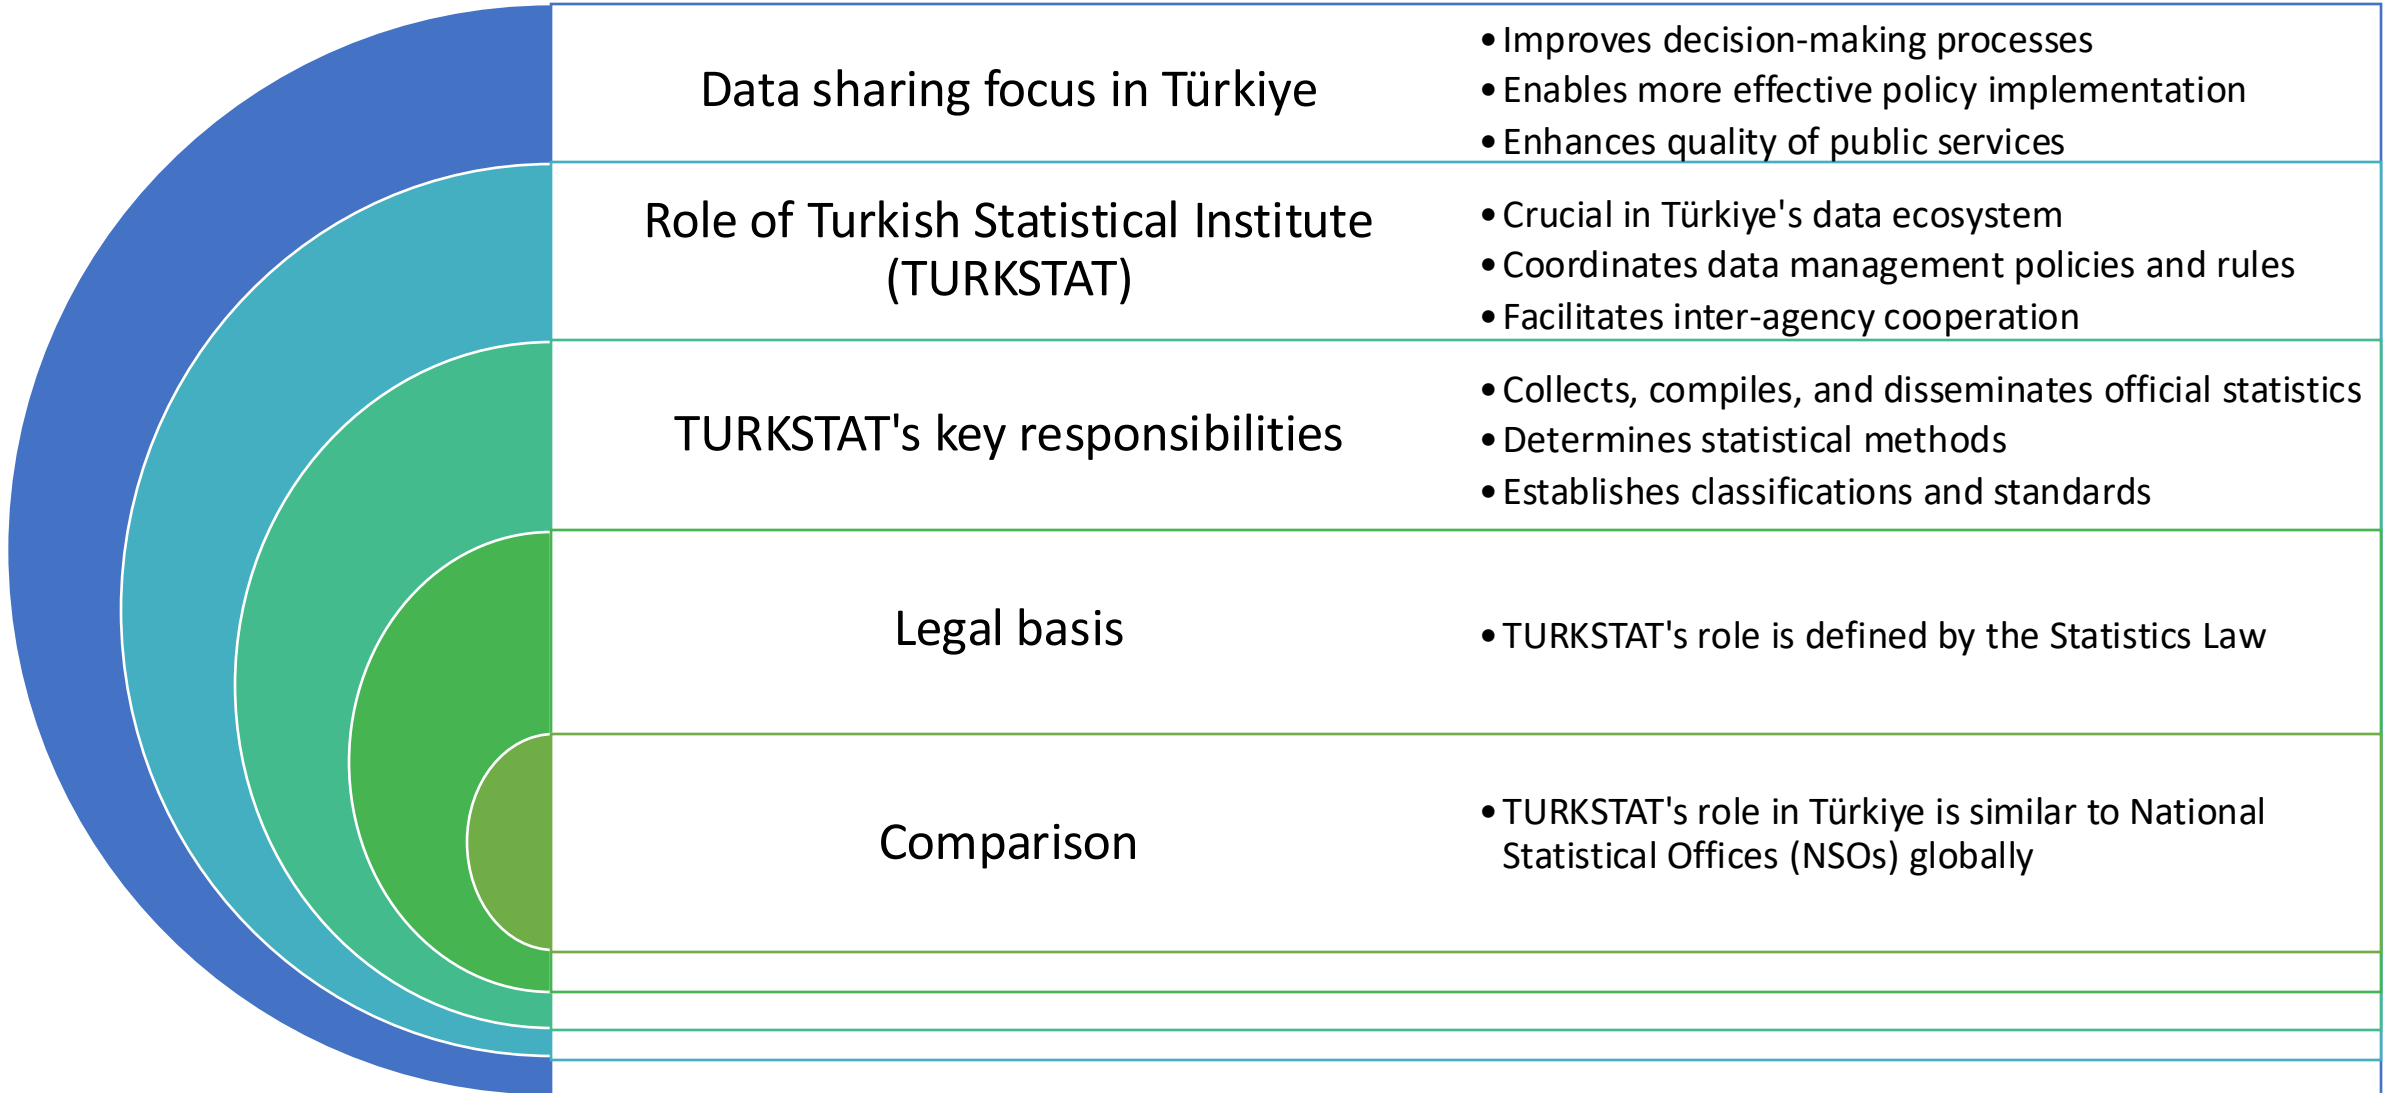 Data sharing focus in Türkiye
• Improves decision-making processes
• Enables more effective policy implementation
• Enhances quality of public services
Role of Turkish Statistical Institute
(TURKSTAT)
• Crucial in Türkiye's data ecosystem
• Coordinates data management policies and rules
• Facilitates inter-agency cooperation
TURKSTAT's key responsibilities
• Collects, compiles, and disseminates official statistics
• Determines statistical methods
• Establishes classifications and standards
Legal basis
• TURKSTAT's role is defined by the Statistics Law
Comparison
• TURKSTAT's role in Türkiye is similar to National
Statistical Offices (NSOs) globally